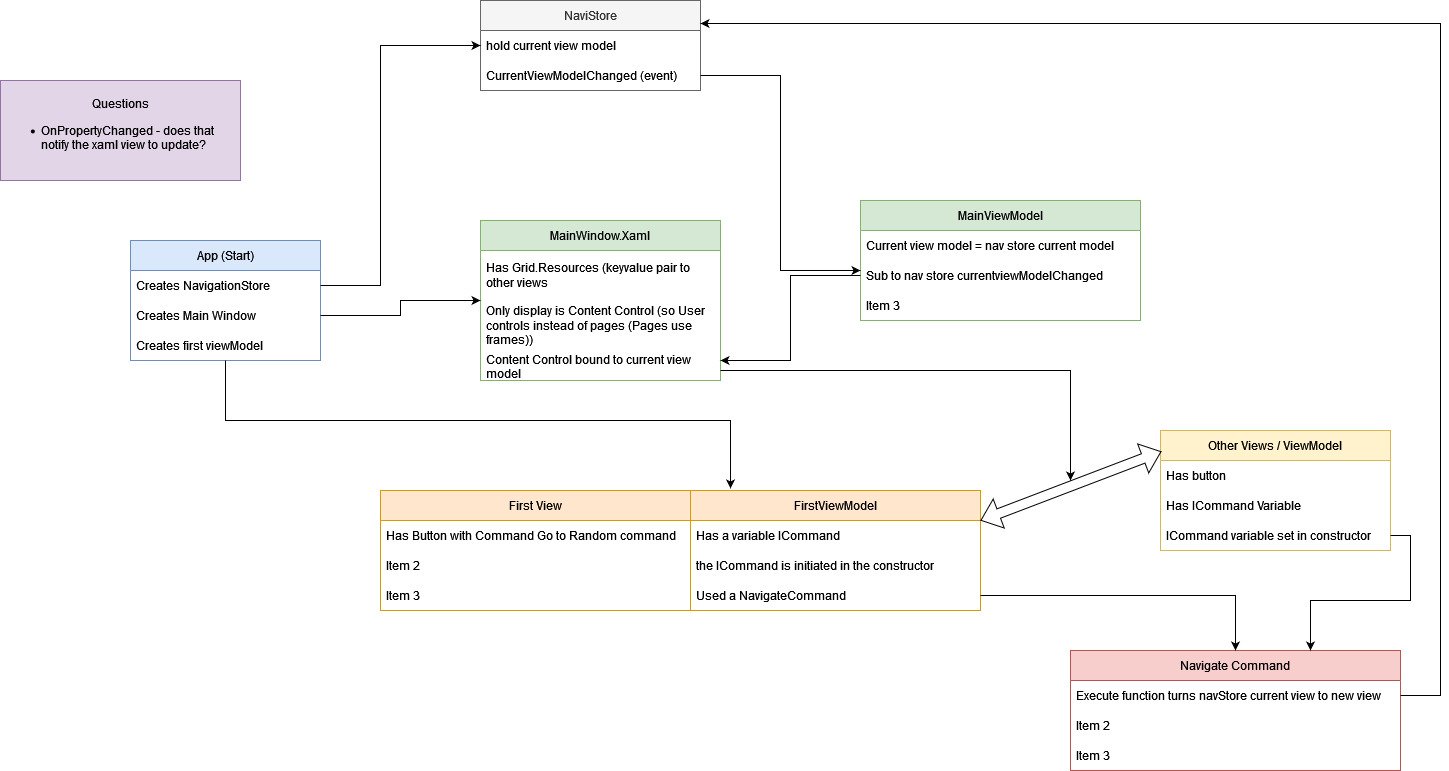 NaviStore
hold current view model
CurrentViewModelChanged (event)
Questions
• OnPropertyChanged - does that
notify the xaml view to update?
App (Start)
Creates NavigationStore
Creates Main Window
Creates first viewModel
MainWindow.Xaml
Has Grid.Resources (keyvalue pair to
other views
Only display is Content Control (so User
controls instead of pages (Pages use
frames))
Content Control bound to current view
model
MainViewModel
Current view model = nav store current model
Sub to nav store currentviewModelChanged
Item 3
First View
Has Button with Command Go to Random command
Item 2
Item 3
FirstViewModel
Has a variable ICommand
the ICommand is initiated in the constructor
Used a NavigateCommand
Other Views / ViewModel
Has button
Has ICommand Variable
ICommand variable set in constructor
Navigate Command
Execute function turns navStore current view to new view
Item 2
Item 3